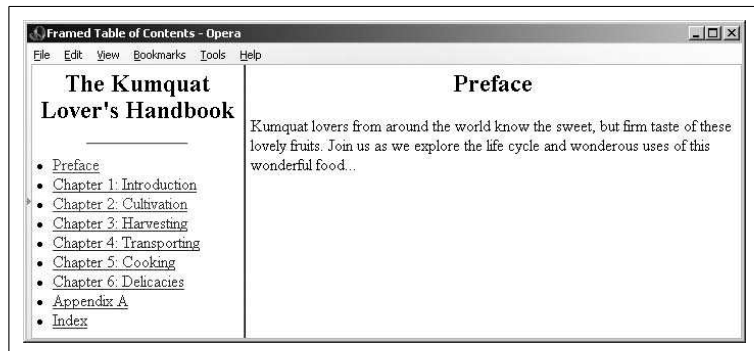 Framed Table of Contents - Opera
File Edit View Bookmarks Tools Help
The Kumquat
Lover's Handbook
Preface
Chapter 1: Introduction
Chapter 2: Cultivation
Chapter 3: Harvesting
Chapter 4: Transporting
Chapter 5: Cooking
Chapter 6: Delicacies
Appendix A
Index
Preface
Kumquat lovers from around the world know the sweet, but firm taste of these
lovely fruits. Join us as we explore the life cycle and wonderous uses of this
wonderful food...